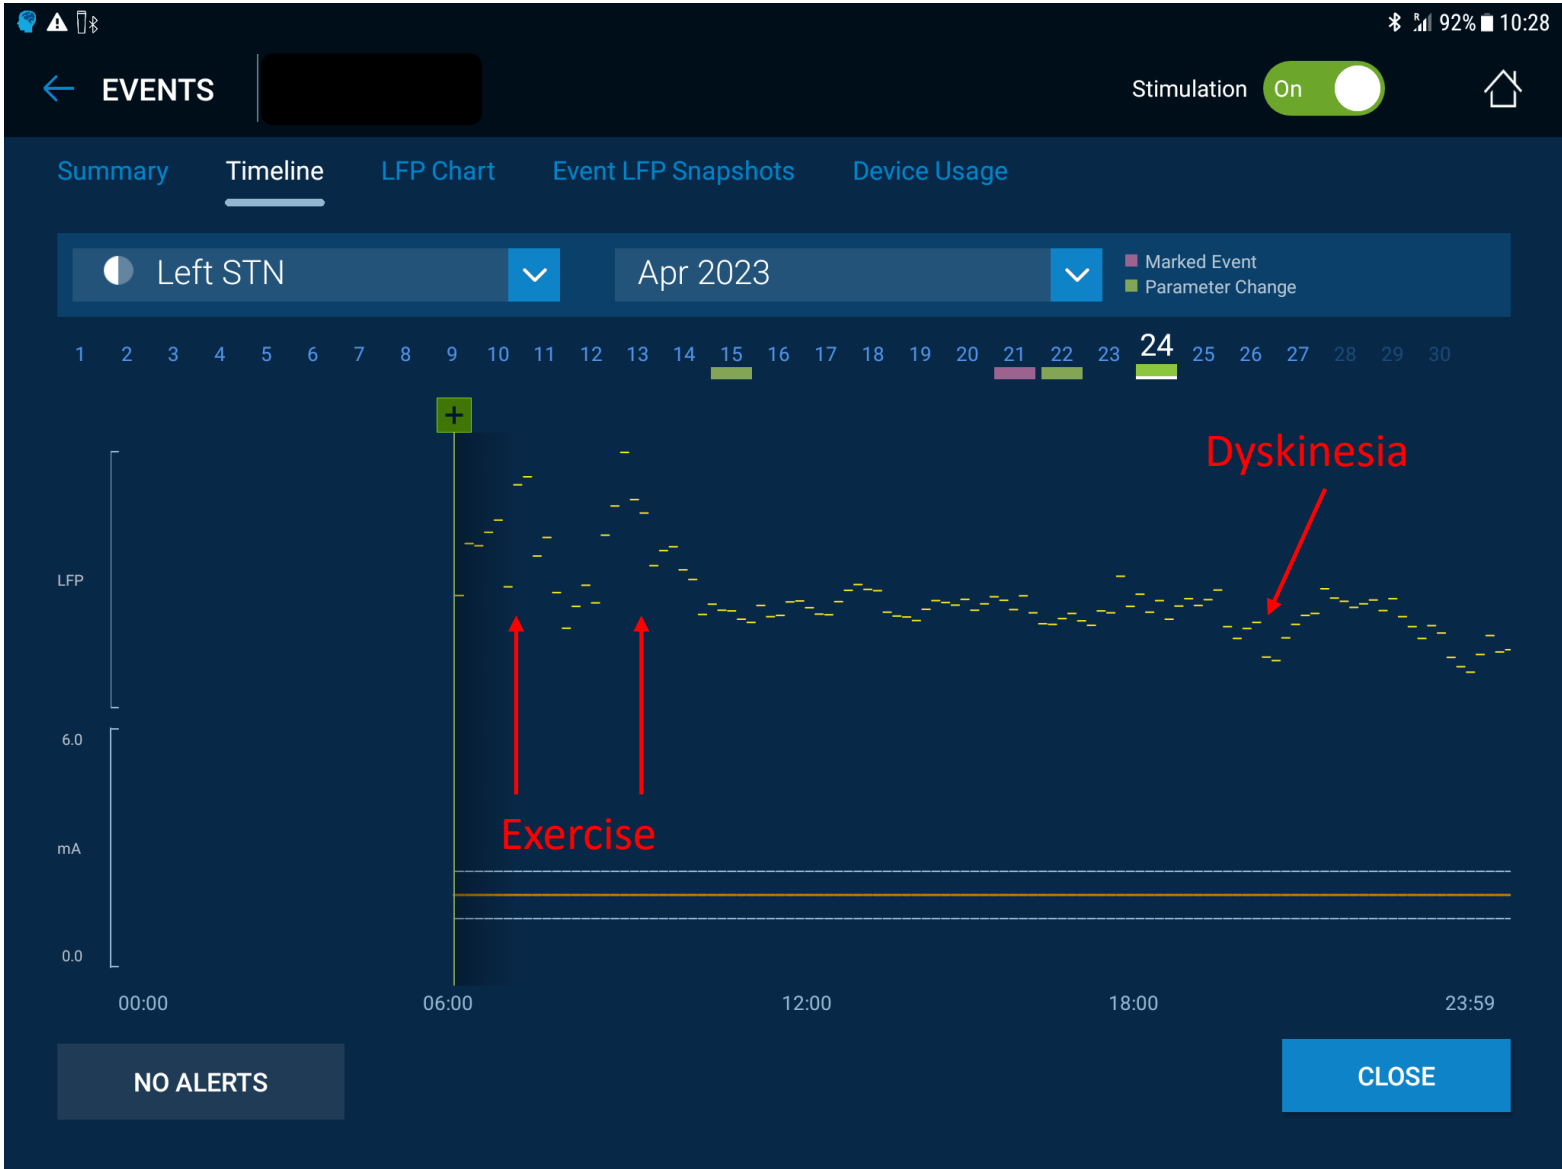 92% 10:28
EVENTS
Stimulation On
Summary Timeline LFP Chart Event LFP Snapshots Device Usage
Left STN Apr 2023
Marked Event
Parameter Change
1 2 3 4 5 6 7 8 9 10 11 12 13 14 15 16 17 18 19 20 21 22 23 24 25 26 27 28 29 30
+
Dyskinesia
LFP
6.0
Exercise
mA
0.0
00:00 06:00 12:00 18:00 23:59
NO ALERTS CLOSE